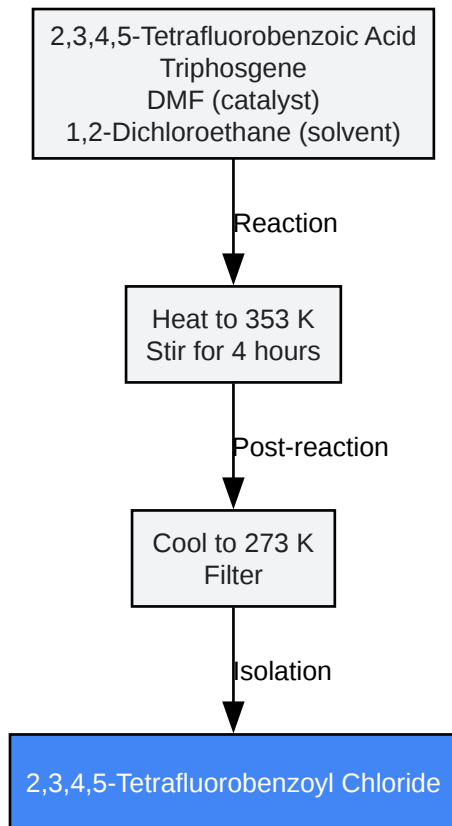 2,3,4,5-Tetrafluorobenzoic Acid
Triphosgene
DMF (catalyst)
1,2-Dichloroethane (solvent)
Reaction
Heat to 353 K
Stir for 4 hours
Post-reaction
Cool to 273 K
Filter
Isolation
2,3,4,5-Tetrafluorobenzoyl Chloride